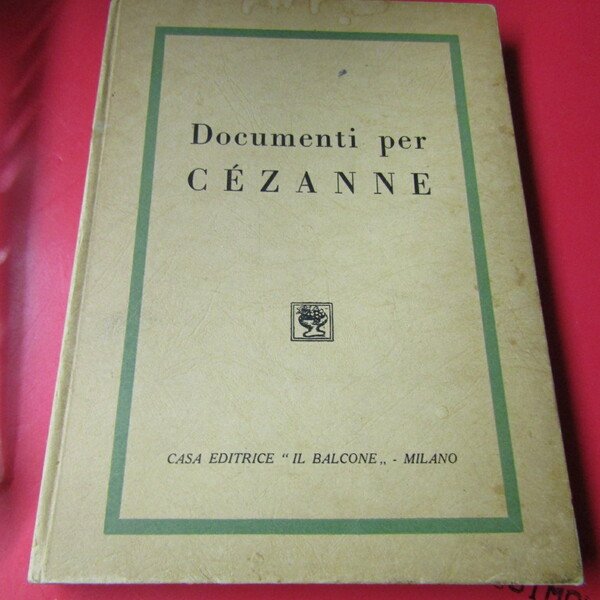 Documenti per
CÉZANNE
CASA EDITRICE “ IL BALCONE „ - MILANO